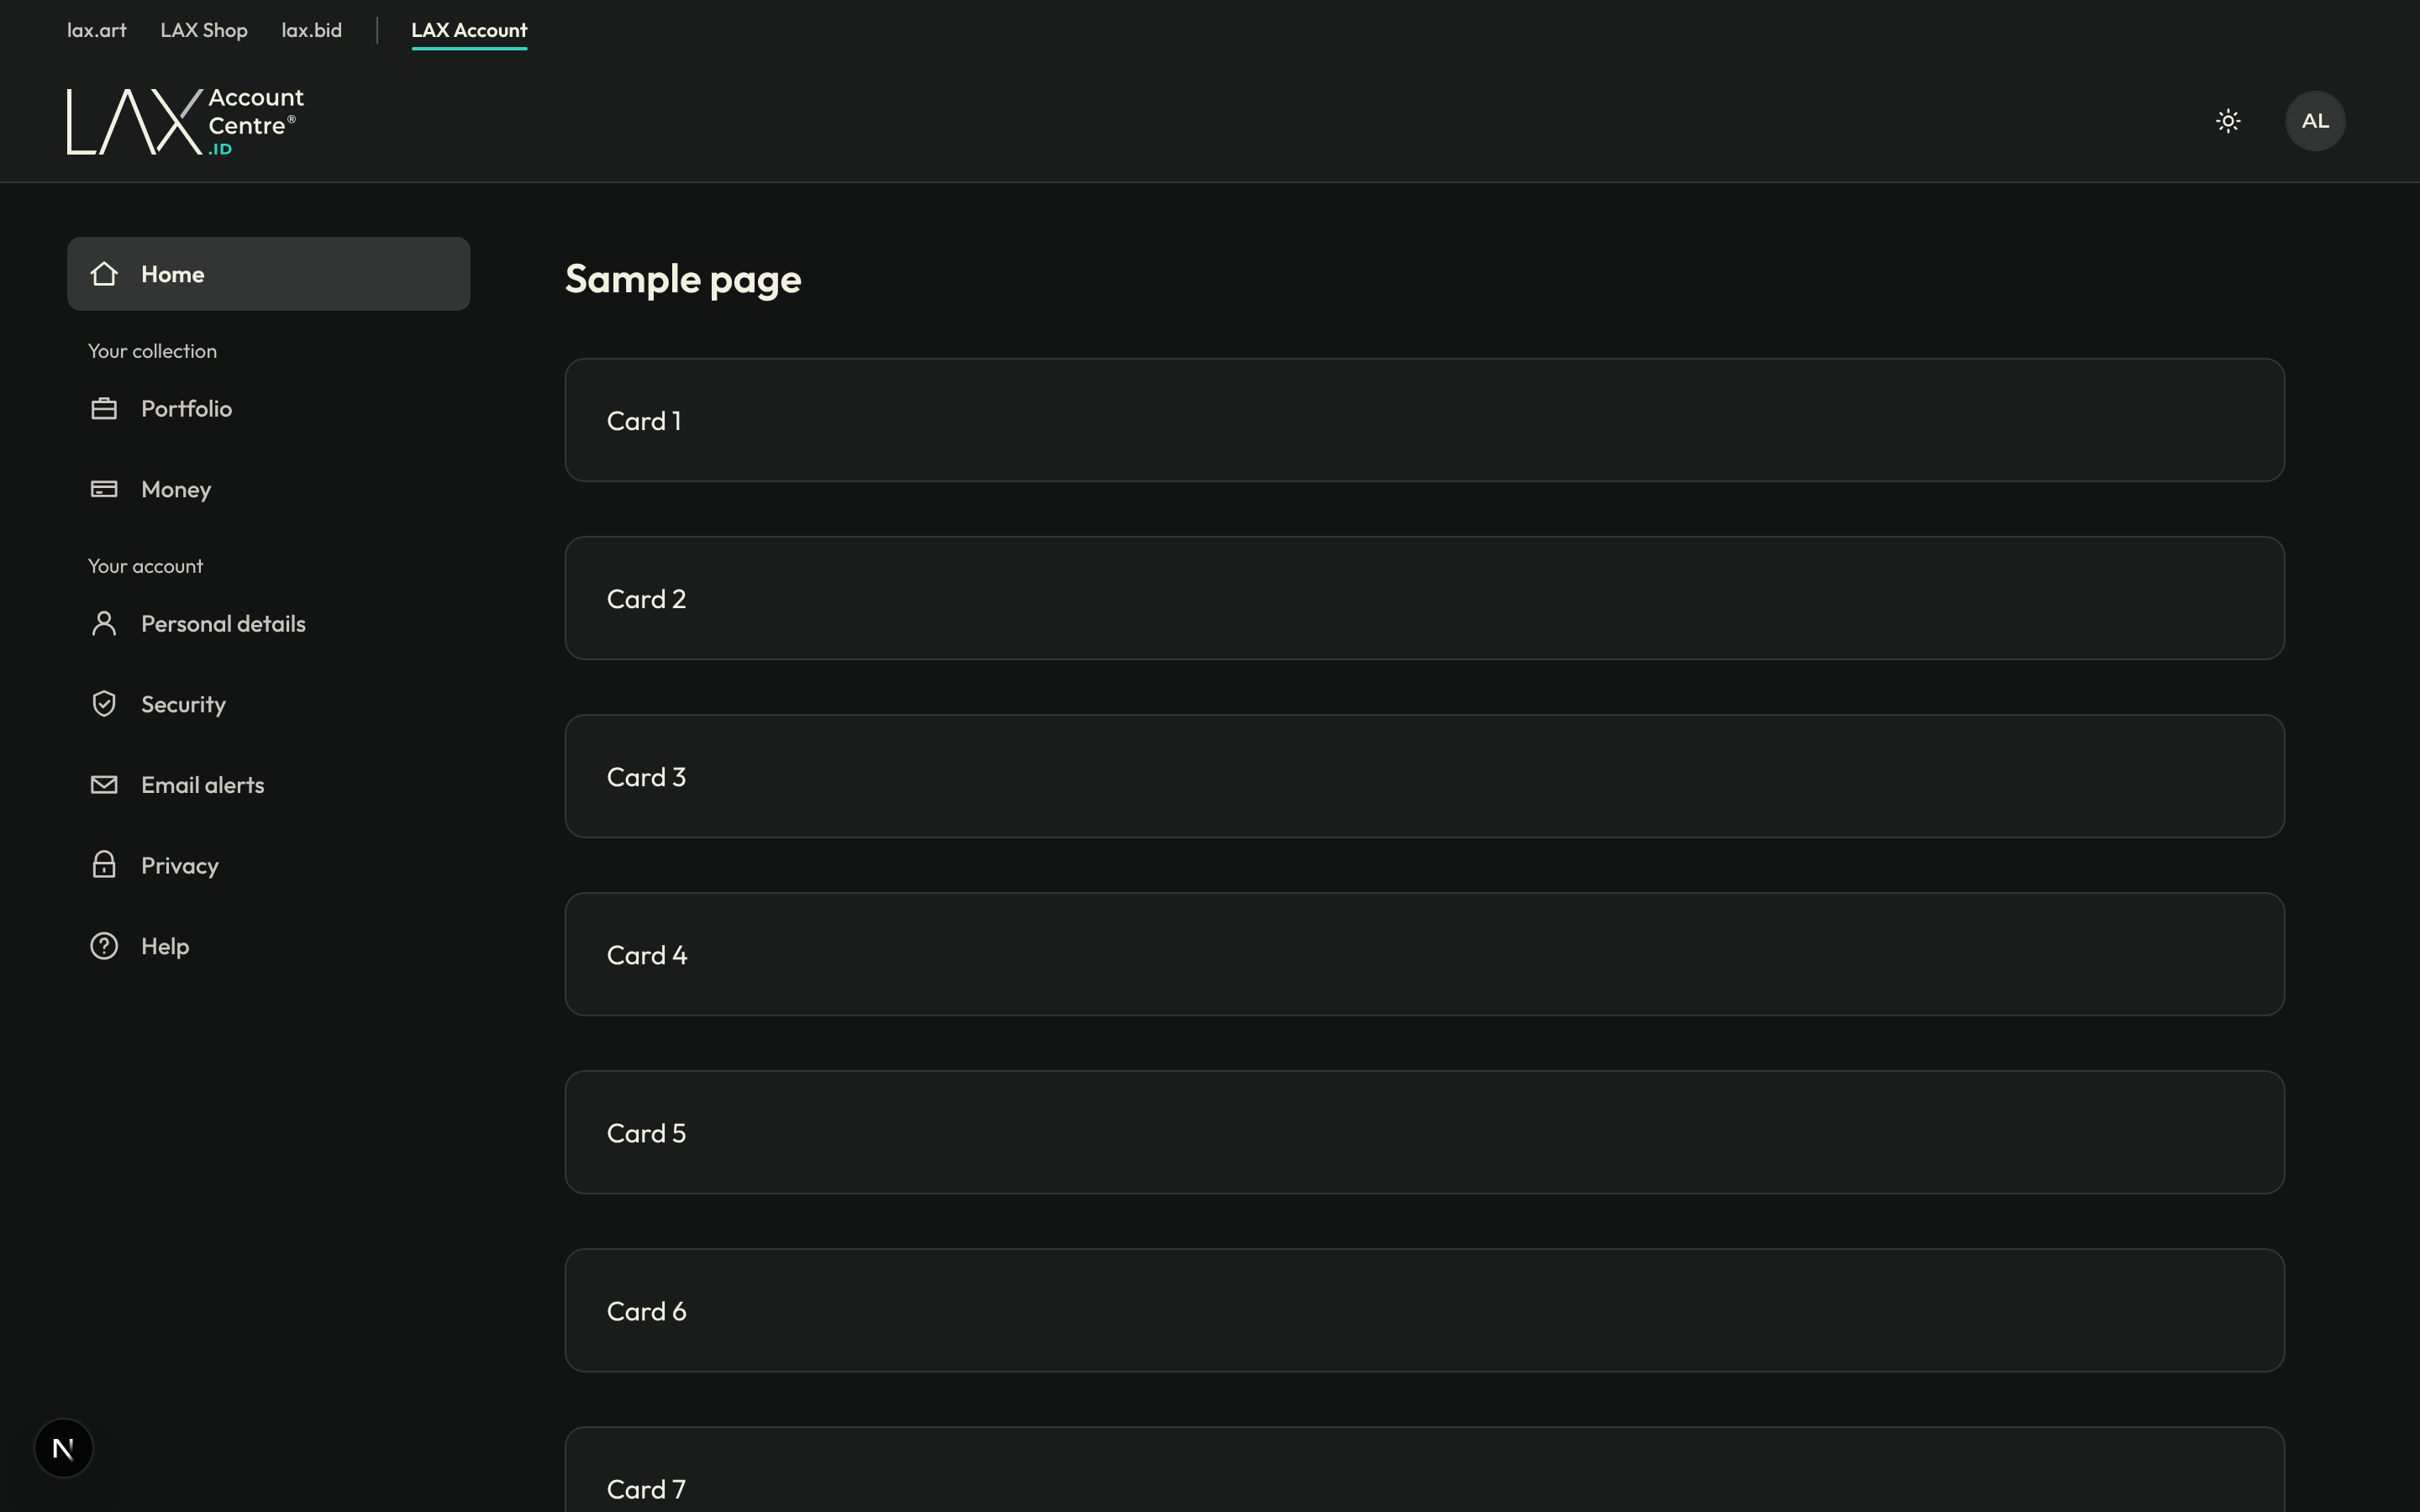 lax.art LAX Shop lax.bid LAX Account
LAX Account
Centre®
.ID
AL
Home
Your collection
Portfolio
Money
Your account
Personal details
Security
Email alerts
Privacy
Help
Sample page
Card 1
Card 2
Card 3
Card 4
Card 5
Card 6
Card 7
N